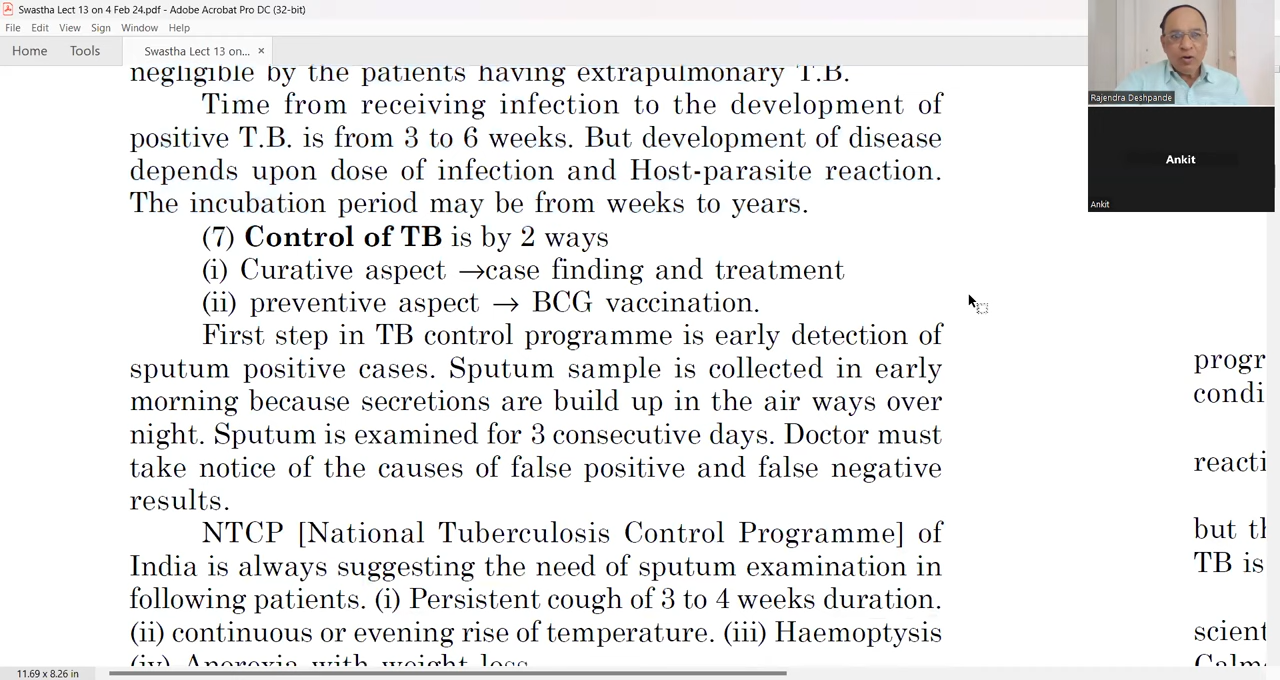 Swastha Lect 13 on 4 Feb 24.pdf - Adobe Acrobat Pro DC (32-bit)
File Edit View Sign Window Help
Home Tools Swastha Lect 13 on... ×
negligible by the patients having extrapulmonary T.B.
Time from receiving infection to the development of
positive T.B. is from 3 to 6 weeks. But development of disease
depends upon dose of infection and Host-parasite reaction.
The incubation period may be from weeks to years.
(7) Control of TB is by 2 ways
(i) Curative aspect →case finding and treatment
(ii) preventive aspect → BCG vaccination.
First step in TB control programme is early detection of
sputum positive cases. Sputum sample is collected in early
morning because secretions are build up in the air ways over
night. Sputum is examined for 3 consecutive days. Doctor must
take notice of the causes of false positive and false negative
results.
NTCP [National Tuberculosis Control Programme] of
India is always suggesting the need of sputum examination in
following patients. (i) Persistent cough of 3 to 4 weeks duration.
(ii) continuous or evening rise of temperature. (iii) Haemoptysis
(iv) Anorexia with weight loss
11.69 x 8.26 in
Rajendra Deshpande
Ankit
Ankit
progr
condi
reacti
but th
TB is
scient
Calme